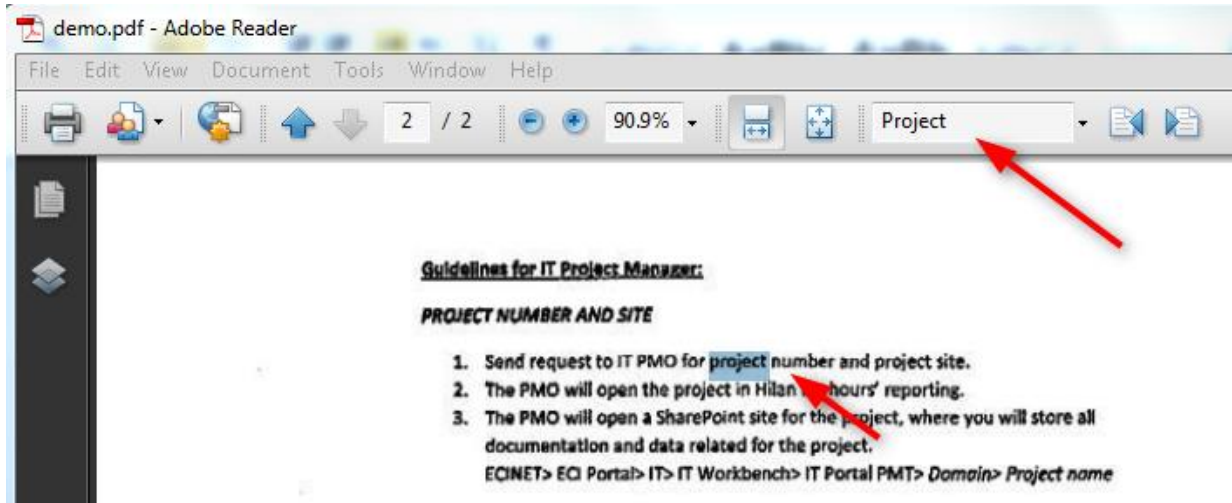 demo.pdf - Adobe Reader
File Edit View Document Tools Window Help
2 / 2 90.9% Project
Guidelines for IT Project Manager:
PROJECT NUMBER AND SITE
1. Send request to IT PMO for project number and project site.
2. The PMO will open the project in Hilan hours' reporting.
3. The PMO will open a SharePoint site for the project, where you will store all
documentation and data related for the project.
ECINET> ECI Portal> IT> IT Workbench> IT Portal PMT> Domain> Project name